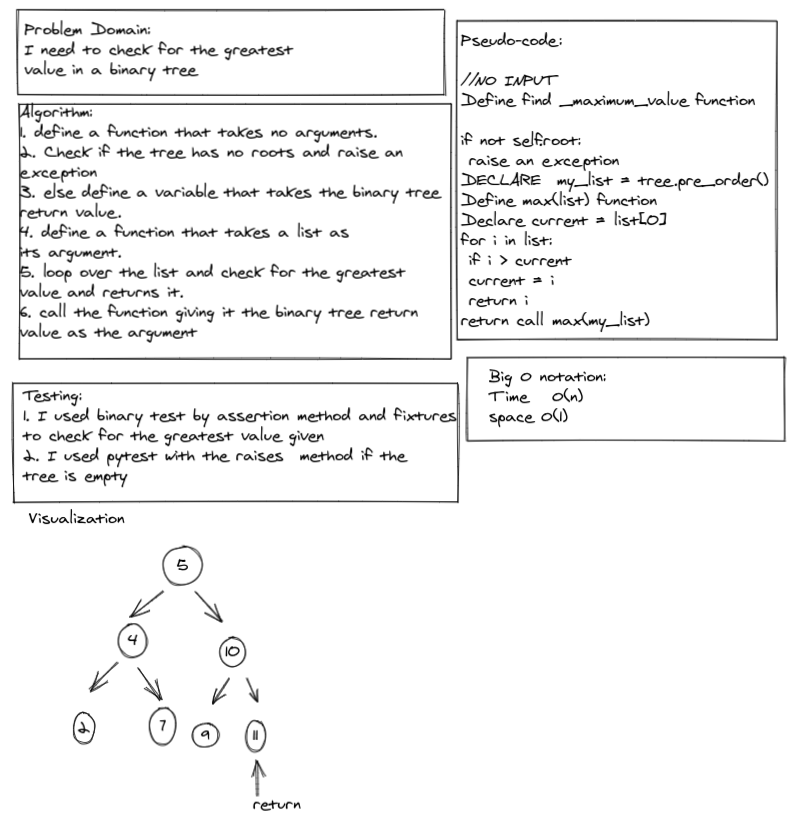 Problem Domain:
I need to check for the greatest
value in a binary tree
Algorithm:
1. define a function that takes no arguments.
2. Check if the tree has no roots and raise an
exception
3. else define a variable that takes the binary tree
return value.
4. define a function that takes a list as
its argument.
5. loop over the list and check for the greatest
value and returns it.
6. call the function giving it the binary tree return
value as the argument
Testing:
1. I used binary test by assertion method and fixtures
to check for the greatest value given
2. I used pytest with the raises method if the
tree is empty
Pseudo-code:
//NO INPUT
Define find _maximum_value function
if not self.root:
raise an exception
DECLARE my_list = tree.pre_order()
Define max(list) function
Declare current = list[0]
for i in list:
if i > current
current = i
return i
return call max(my_list)
Big O notation:
Time O(n)
space O(1)
Visualization
5
4
10
2
7
9
11
return